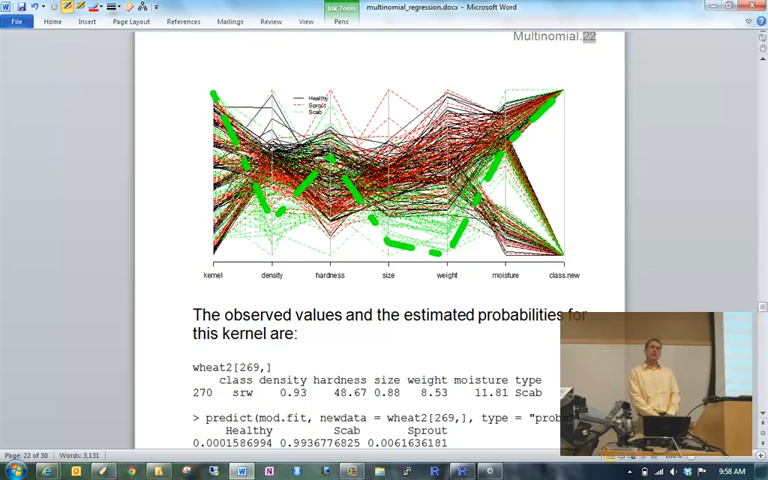 multinomial_regression.docx - Microsoft Word
Ink Tools
File Home Insert Page Layout References Mailings Review View Pens
Multinomial.22
Healthy
Sprout
Scab
kernel density hardness size weight moisture class.new
The observed values and the estimated probabilities for
this kernel are:
wheat2[269,]
class density hardness size weight moisture type
270 srw 0.93 48.67 0.88 8.53 11.81 Scab
> predict(mod.fit, newdata = wheat2[269,], type = "probs
Healthy Scab Sprout
0.0001586994 0.9936776825 0.0061636181
Page: 22 of 30 Words: 3,131
9:58 AM